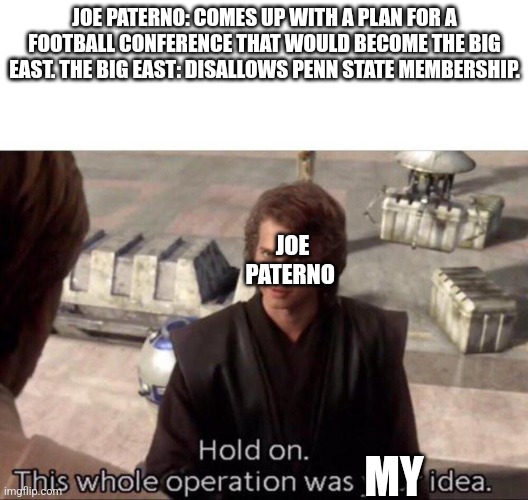 JOE PATERNO: COMES UP WITH A PLAN FOR A
FOOTBALL CONFERENCE THAT WOULD BECOME THE BIG
EAST. THE BIG EAST: DISALLOWS PENN STATE MEMBERSHIP.
JOE
PATERNO
Hold on.
This whole operation was MY idea.
imgflip.com